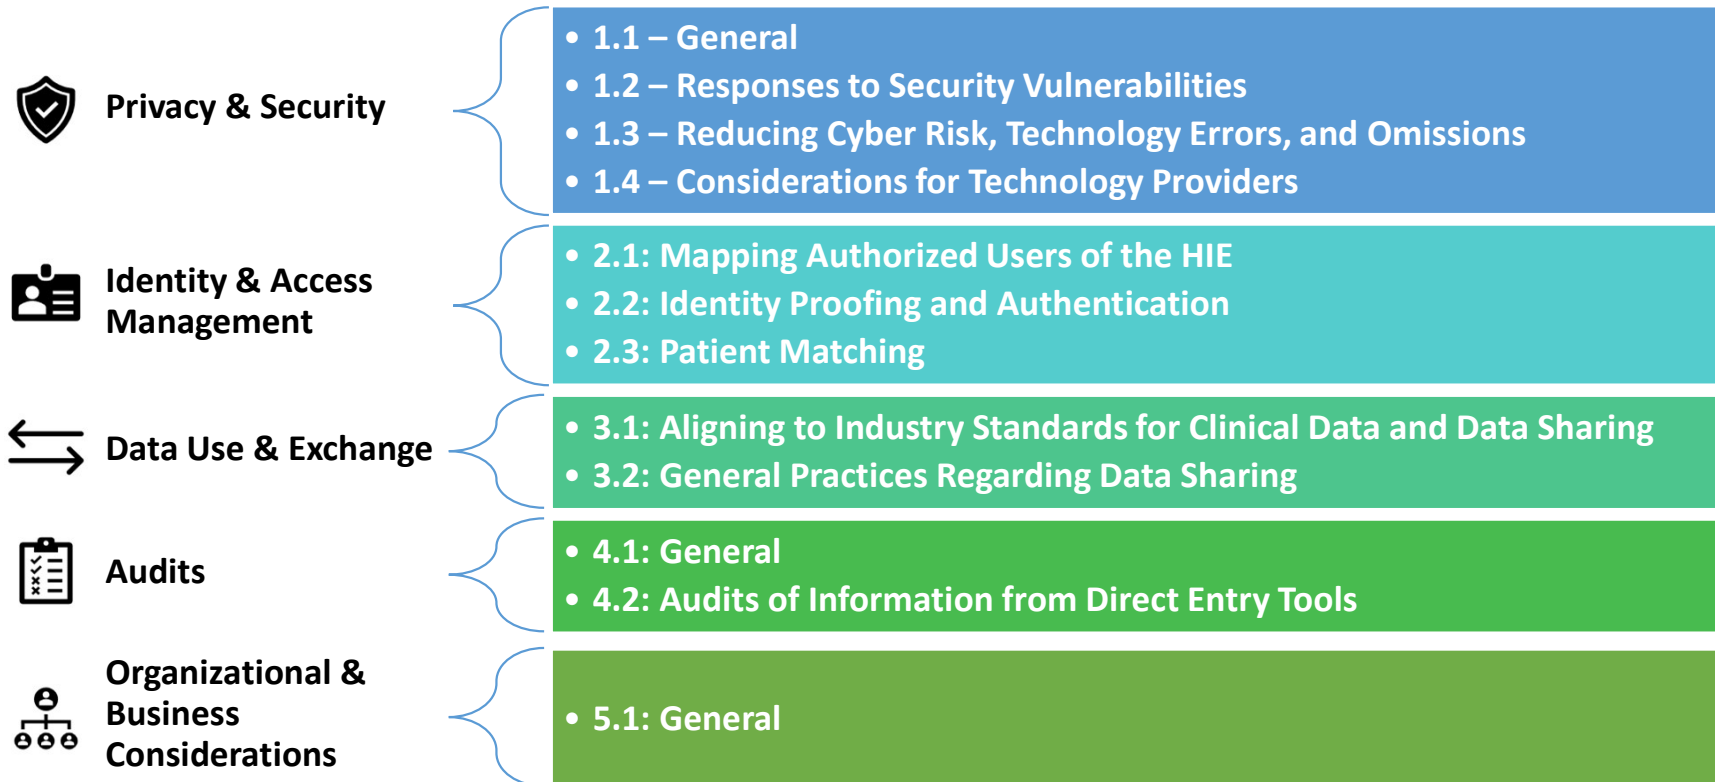 Privacy & Security
• 1.1 – General
• 1.2 – Responses to Security Vulnerabilities
• 1.3 – Reducing Cyber Risk, Technology Errors, and Omissions
• 1.4 – Considerations for Technology Providers
Identity & Access
Management
• 2.1: Mapping Authorized Users of the HIE
• 2.2: Identity Proofing and Authentication
• 2.3: Patient Matching
Data Use & Exchange
• 3.1: Aligning to Industry Standards for Clinical Data and Data Sharing
• 3.2: General Practices Regarding Data Sharing
Audits
• 4.1: General
• 4.2: Audits of Information from Direct Entry Tools
Organizational &
Business
Considerations
• 5.1: General